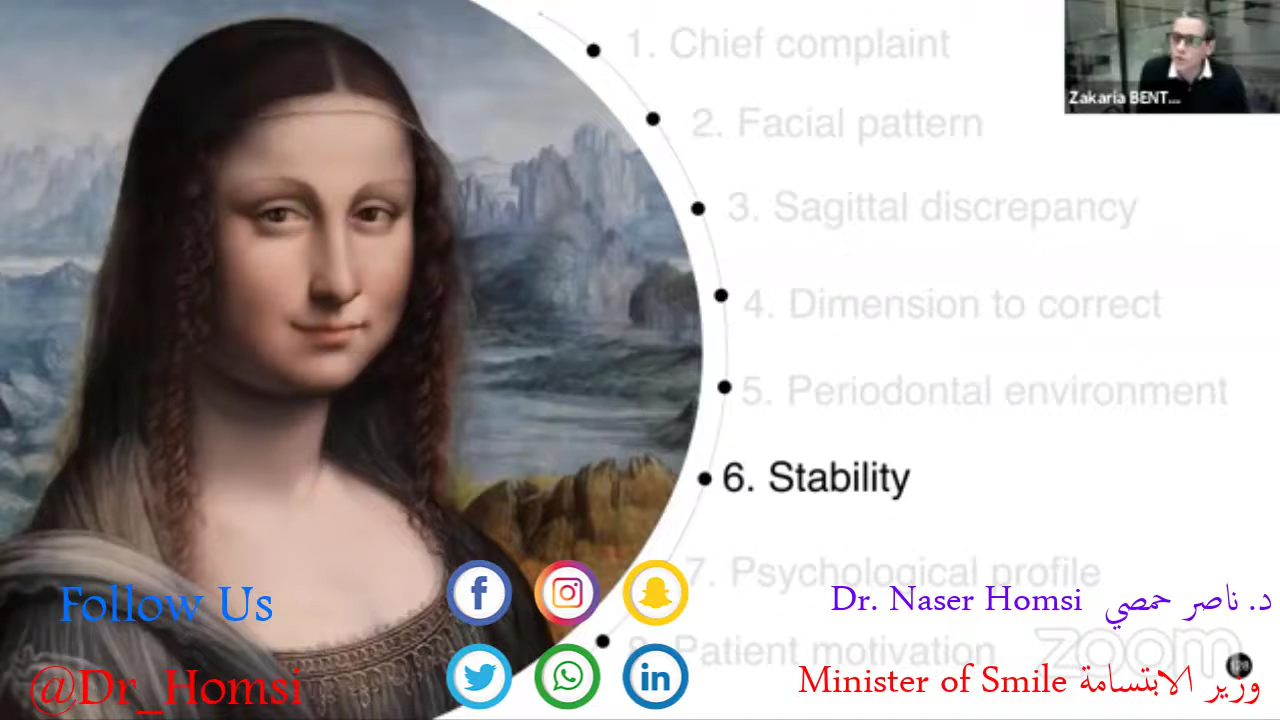 1. Chief complaint
Zakaria BENT...
2. Facial pattern
3. Sagittal discrepancy
4. Dimension to correct
5. Periodontal environment
6. Stability
7. Psychological profile
Follow Us
Dr. Naser Homsi د. ناصر حمصي
8. Patient motivation
zoom
128
@Dr_Homsi
Minister of Smile وزير الابتسامة